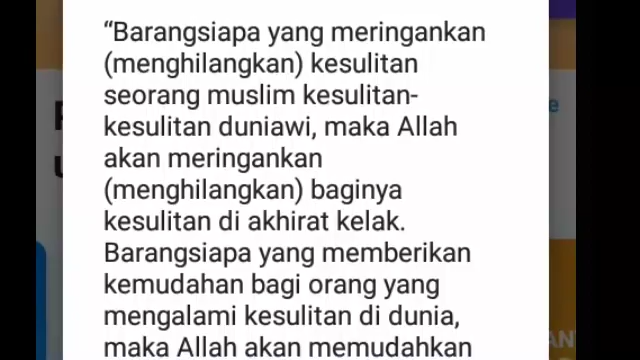 “Barangsiapa yang meringankan
(menghilangkan) kesulitan
seorang muslim kesulitan-
kesulitan duniawi, maka Allah
akan meringankan
(menghilangkan) baginya
kesulitan di akhirat kelak.
Barangsiapa yang memberikan
kemudahan bagi orang yang
mengalami kesulitan di dunia,
maka Allah akan memudahkan